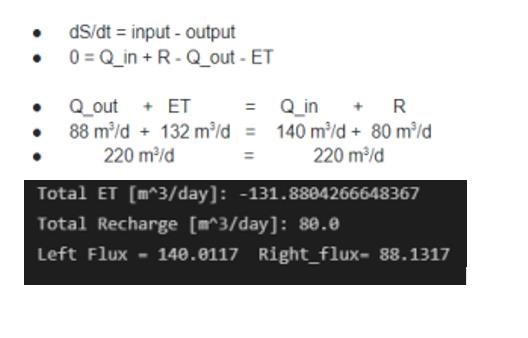 • dS/dt = input - output
• 0 = Q_in + R - Q_out - ET
• Q_out + ET = Q_in + R
• 88 m³/d + 132 m³/d = 140 m³/d + 80 m³/d
• 220 m³/d = 220 m³/d
Total ET [m^3/day]: -131.8804266648367
Total Recharge [m^3/day]: 80.0
Left Flux - 140.0117 Right_flux- 88.1317